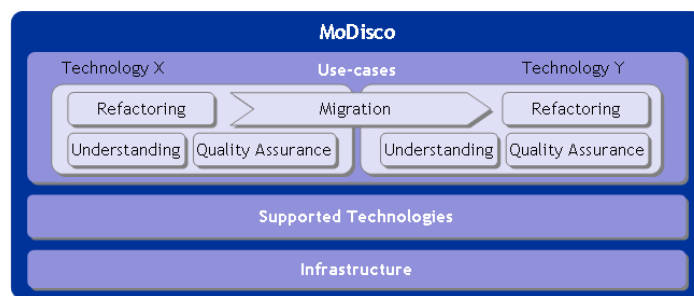 MoDisco
Technology X Use-cases Technology Y
Refactoring Migration Refactoring
Understanding Quality Assurance Understanding Quality Assurance
Supported Technologies
Infrastructure